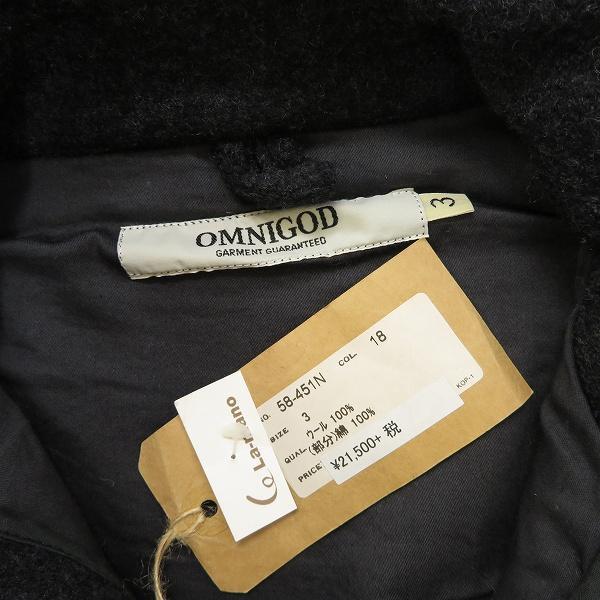 OMNIGOD
GARMENT GUARANTEED
3
NO. 58-451N COL. 18
SIZE 3
QUAL. ウール 100%
(部分)綿 100%
PRICE ¥21,500+ 税
KOP-1